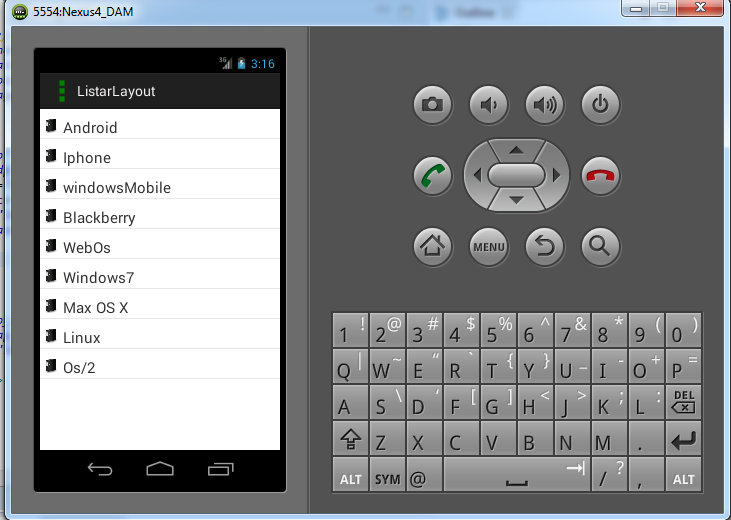 5554:Nexus4_DAM
3G 3:16
ListarLayout
Android
Iphone
windowsMobile
Blackberry
WebOs
Windows7
Max OS X
Linux
Os/2
MENU
1 ! 2 @ 3 # 4 $ 5 % 6 ^ 7 & 8 * 9 ( 0 )
Q | W ~ E “ R ` T { Y } U _ I - O + P =
A S \ D ‘ F [ G ] H < J > K ; L : DEL
Z X C V B N M .
ALT SYM @ / ? , ALT